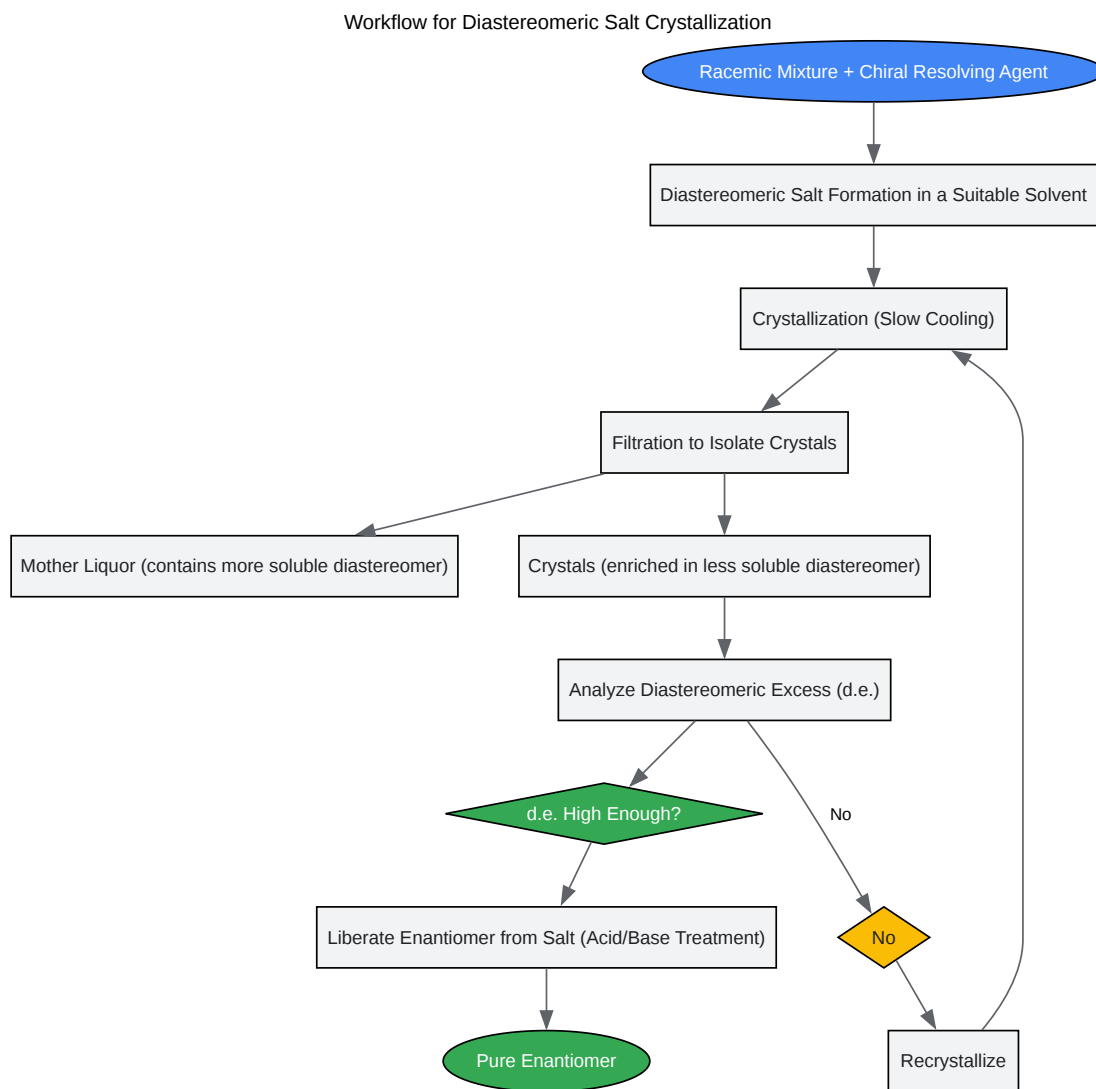 Workflow for Diastereomeric Salt Crystallization
Racemic Mixture + Chiral Resolving Agent
Diastereomeric Salt Formation in a Suitable Solvent
Crystallization (Slow Cooling)
Filtration to Isolate Crystals
Mother Liquor (contains more soluble diastereomer)
Crystals (enriched in less soluble diastereomer)
Analyze Diastereomeric Excess (d.e.)
d.e. High Enough?
No
Liberate Enantiomer from Salt (Acid/Base Treatment)
No
Pure Enantiomer
Recrystallize